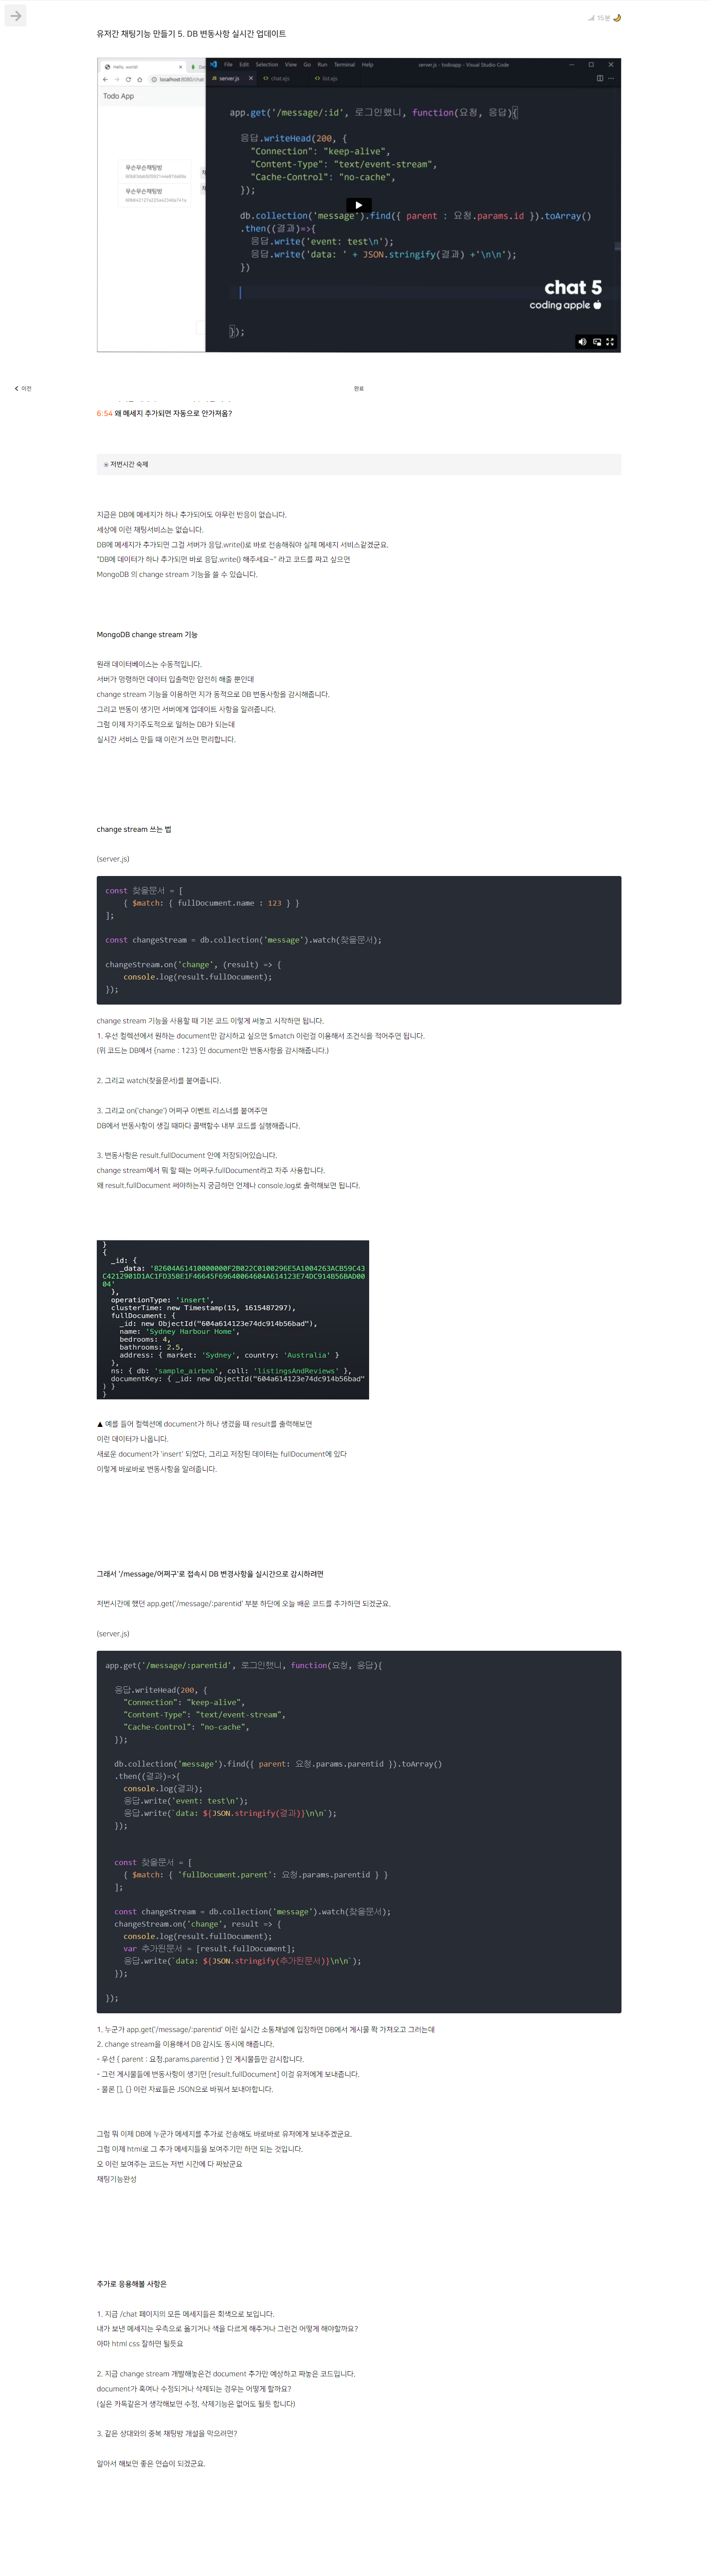 15분
유저간 채팅기능 만들기 5. DB 변동사항 실시간 업데이트
Hello, world!
localhost:8080/chat
Todo App
무슨무슨채팅방
무슨무슨채팅방
File Edit Selection View Go Run Terminal Help
server.js - todoapp - Visual Studio Code
server.js
chat.ejs
list.ejs
app.get('/message/:id', 로그인했니, function(요청, 응답){
응답.writeHead(200, {
"Connection": "keep-alive",
"Content-Type": "text/event-stream",
"Cache-Control": "no-cache",
});
db.collection('message').find({ parent : 요청.params.id }).toArray()
.then((결과)=>{
응답.write('event: test\n');
응답.write('data: ' + JSON.stringify(결과) +'\n\n');
})
});
chat 5
coding apple
이전
완료
6:54 왜 메세지 추가되면 자동으로 안가져옴?
저번시간 숙제
지금은 DB에 메세지가 하나 추가되어도 아무런 반응이 없습니다.
세상에 이런 채팅서비스는 없습니다.
DB에 메세지가 추가되면 그걸 서버가 응답.write()로 바로 전송해줘야 실제 메세지 서비스같겠군요.
"DB에 데이터가 하나 추가되면 바로 응답.write() 해주세요~" 라고 코드를 짜고 싶으면
MongoDB 의 change stream 기능을 쓸 수 있습니다.
MongoDB change stream 기능
원래 데이터베이스는 수동적입니다.
서버가 명령하면 데이터 입출력만 얌전히 해줄 뿐인데
change stream 기능을 이용하면 지가 동적으로 DB 변동사항을 감시해줍니다.
그리고 변동이 생기면 서버에게 업데이트 사항을 알려줍니다.
그럼 이제 자기주도적으로 일하는 DB가 되는데
실시간 서비스 만들 때 이런거 쓰면 편리합니다.
change stream 쓰는 법
(server.js)
const 찾을문서 = [
{ $match: { fullDocument.name : 123 } }
];
const changeStream = db.collection('message').watch(찾을문서);
changeStream.on('change', (result) => {
console.log(result.fullDocument);
});
change stream 기능을 사용할 때 기본 코드 이렇게 써놓고 시작하면 됩니다.
1. 우선 컬렉션에서 원하는 document만 감시하고 싶으면 $match 이런걸 이용해서 조건식을 적어주면 됩니다.
(위 코드는 DB에서 {name : 123} 인 document만 변동사항을 감시해줍니다.)
2. 그리고 watch(찾을문서)를 붙여줍니다.
3. 그리고 on('change') 어쩌구 이벤트 리스너를 붙여주면
DB에서 변동사항이 생길 때마다 콜백함수 내부 코드를 실행해줍니다.
3. 변동사항은 result.fullDocument 안에 저장되어있습니다.
change stream에서 뭐 할 때는 어쩌구.fullDocument라고 자주 사용합니다.
왜 result.fullDocument 써야하는지 궁금하면 언제나 console.log로 출력해보면 됩니다.
}
{
_id: {
_data: '82604A61410000000F2B022C0100296E5A1004263ACB59C43
C4212901D1AC1FD358E1F46645F69640064604A614123E74DC914B56BAD00
04'
},
operationType: 'insert',
clusterTime: new Timestamp(15, 1615487297),
fullDocument: {
_id: new ObjectId("604a614123e74dc914b56bad"),
name: 'Sydney Harbour Home',
bedrooms: 4,
bathrooms: 2.5,
address: { market: 'Sydney', country: 'Australia' }
},
ns: { db: 'sample_airbnb', coll: 'listingsAndReviews' },
documentKey: { _id: new ObjectId("604a614123e74dc914b56bad"
) }
}
▲ 예를 들어 컬렉션에 document가 하나 생겼을 때 result를 출력해보면
이런 데이터가 나옵니다.
새로운 document가 'insert' 되었다, 그리고 저장된 데이터는 fullDocument에 있다
이렇게 바로바로 변동사항을 알려줍니다.
그래서 '/message/어쩌구'로 접속시 DB 변경사항을 실시간으로 감시하려면
저번시간에 했던 app.get('/message/:parentid' 부분 하단에 오늘 배운 코드를 추가하면 되겠군요.
(server.js)
app.get('/message/:parentid', 로그인했니, function(요청, 응답){
응답.writeHead(200, {
"Connection": "keep-alive",
"Content-Type": "text/event-stream",
"Cache-Control": "no-cache",
});
db.collection('message').find({ parent: 요청.params.parentid }).toArray()
.then((결과)=>{
console.log(결과);
응답.write('event: test\n');
응답.write(`data: ${JSON.stringify(결과)}\n\n`);
});
const 찾을문서 = [
{ $match: { 'fullDocument.parent': 요청.params.parentid } }
];
const changeStream = db.collection('message').watch(찾을문서);
changeStream.on('change', result => {
console.log(result.fullDocument);
var 추가된문서 = [result.fullDocument];
응답.write(`data: ${JSON.stringify(추가된문서)}\n\n`);
});
});
1. 누군가 app.get('/message/:parentid' 이런 실시간 소통채널에 입장하면 DB에서 게시물 쫙 가져오고 그러는데
2. change stream을 이용해서 DB 감시도 동시에 해줍니다.
- 우선 { parent : 요청.params.parentid } 인 게시물들만 감시합니다.
- 그런 게시물들에 변동사항이 생기면 [result.fullDocument] 이걸 유저에게 보내줍니다.
- 물론 [], {} 이런 자료들은 JSON으로 바꿔서 보내야합니다.
그럼 뭐 이제 DB에 누군가 메세지를 추가로 전송해도 바로바로 유저에게 보내주겠군요.
그럼 이제 html로 그 추가 메세지들을 보여주기만 하면 되는 것입니다.
오 이런 보여주는 코드는 저번 시간에 다 짜놨군요
채팅기능완성
추가로 응용해볼 사항은
1. 지금 /chat 페이지의 모든 메세지들은 회색으로 보입니다.
내가 보낸 메세지는 우측으로 옮기거나 색을 다르게 해주거나 그런건 어떻게 해야할까요?
아마 html css 잘하면 될듯요
2. 지금 change stream 개발해놓은건 document 추가만 예상하고 짜놓은 코드입니다.
document가 혹여나 수정되거나 삭제되는 경우는 어떻게 할까요?
(실은 카톡같은거 생각해보면 수정, 삭제기능은 없어도 될듯 합니다)
3. 같은 상대와의 중복 채팅방 개설을 막으려면?
알아서 해보면 좋은 연습이 되겠군요.